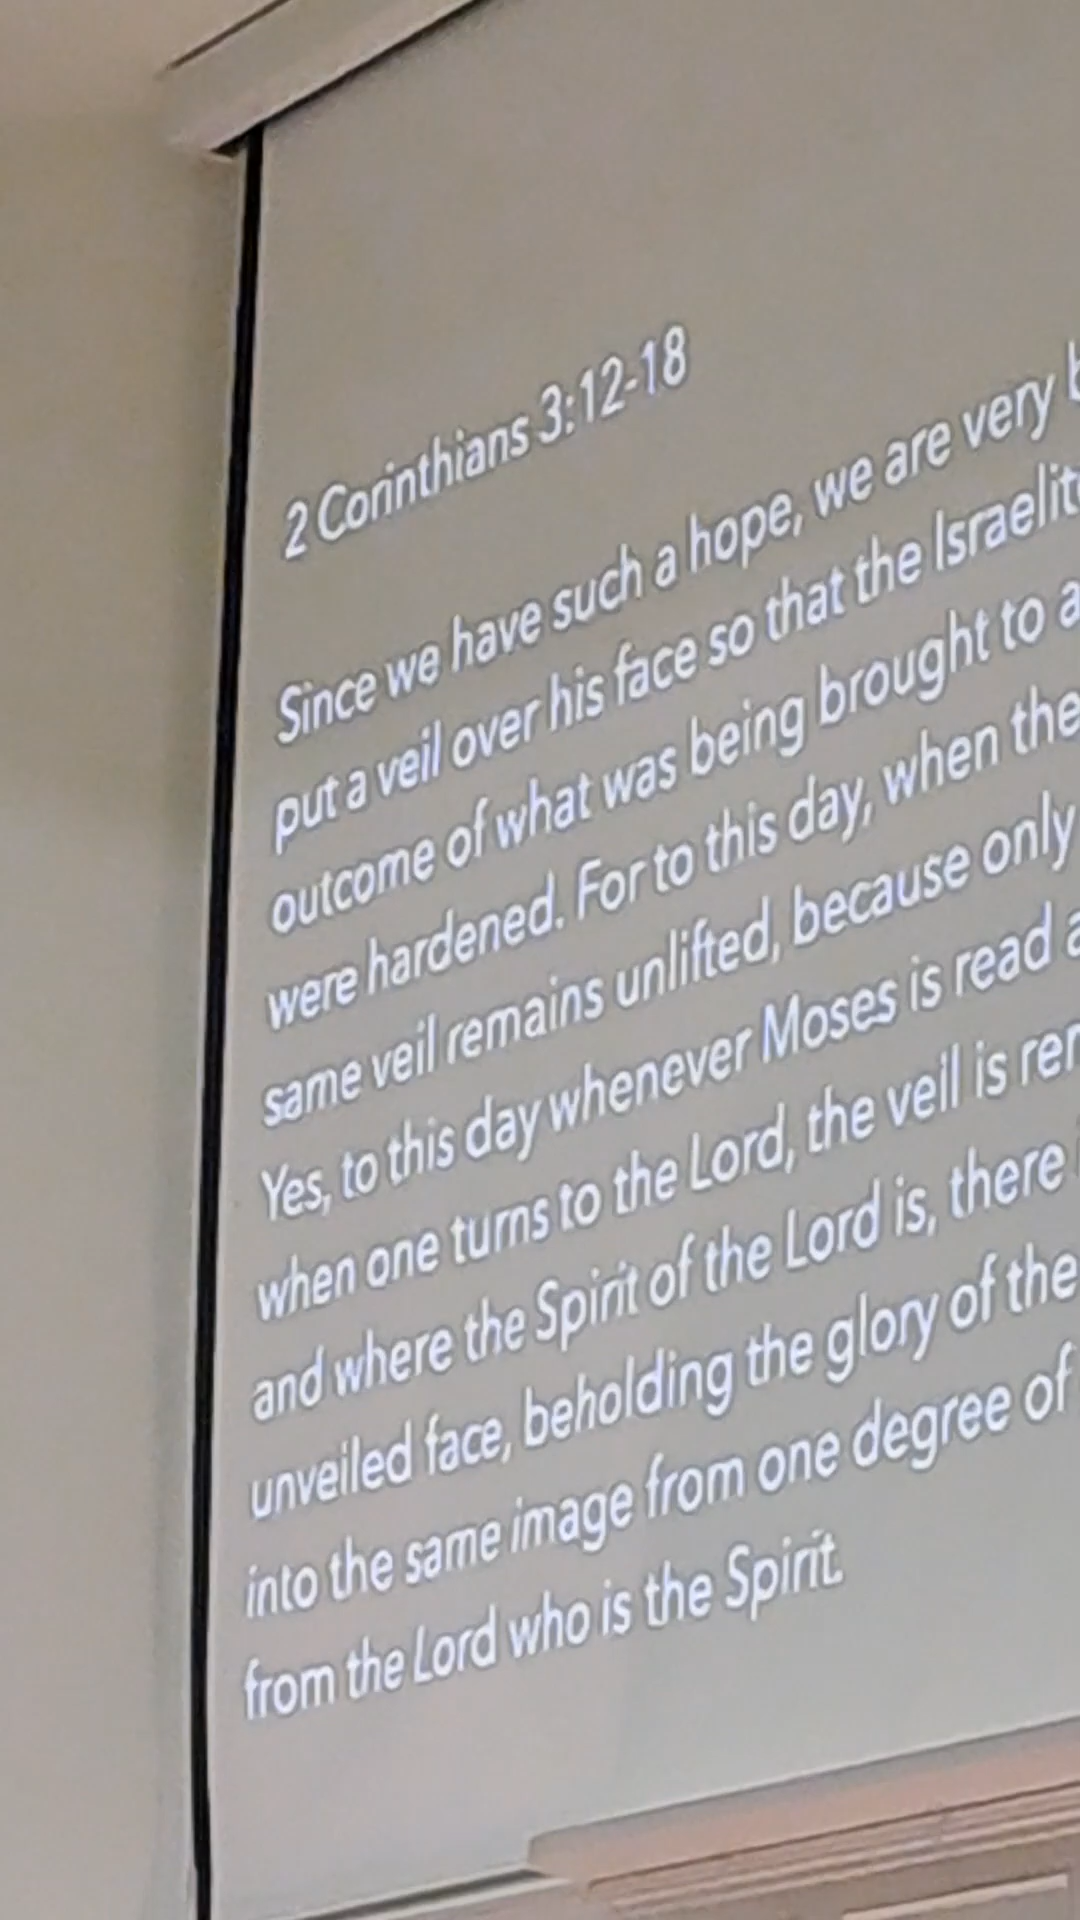 2 Corinthians 3:12-18
Since we have such a hope, we are very
put a veil over his face so that the
outcome of what was being brought to
were hardened. For to this day, when the
same veil remains unlifted, because only
Yes, to this day whenever Moses is read
when one turns to the Lord, the veil is
and where the Spirit of the Lord is, there
unveiled face, beholding the glory of the
into the same image from one degree of
from the Lord who is the Spirit.